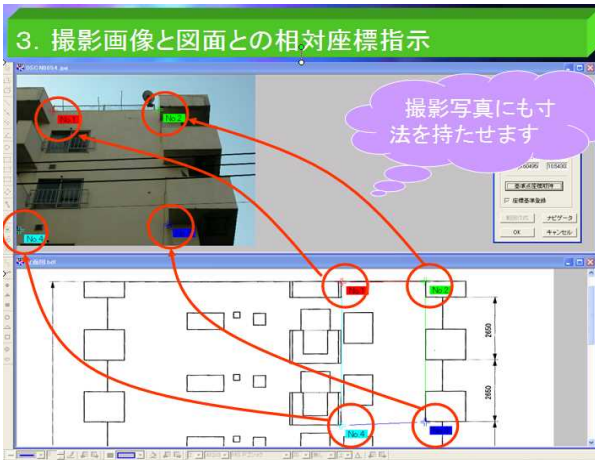 3．撮影画像と図面との相対座標指示
撮影写真にも寸
法を持たせます
No.1
No.2
No.4
基準点座標取得
座標基準登録
ナビデータ
OK
キャンセル
No.1
No.2
2650
2650
No.4